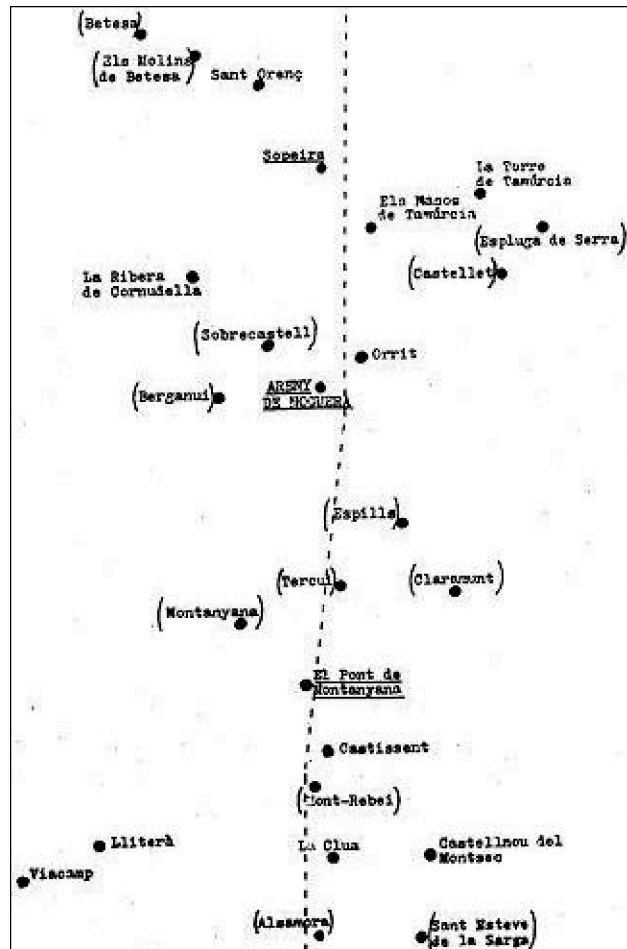 (Betesa)
(Els Molins
de Betesa)
Sant Orenç
Sopeira
La Torre
de Tamúrcia
Els Masos
de Tamúrcia
(Espluga de Serra)
(Castellet)
La Ribera
de Cornudella
(Sobrecastell)
Orrit
(Berganui)
ARENY
DE NOGUERA
(Espills)
(Tercui)
(Claramunt)
(Montanyana)
El Pont de
Montanyana
Castissent
(Mont-Rebei)
Lliterà
La Clua
Castellnou del
Montsec
Viacamp
(Alsamora)
(Sant Esteve
de la Sarga)